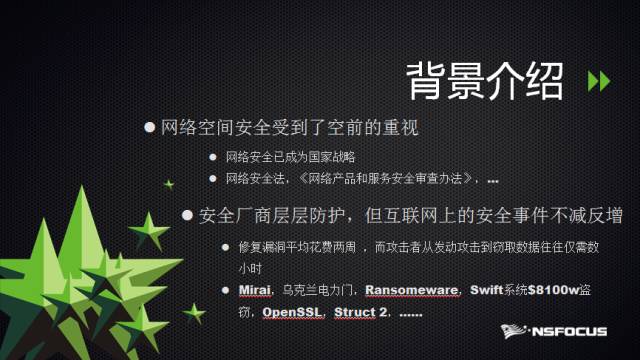 背景介绍
网络空间安全受到了空前的重视
网络安全已成为国家战略
网络安全法,《网络产品和服务安全审查办法》, ...
安全厂商层层防护，但互联网上的安全事件不减反增
修复漏洞平均花费两周 ，而攻击者从发动攻击到窃取数据往往仅需数
小时
Mirai，乌克兰电力门，Ransomeware，Swift系统$8100w盗
窃，OpenSSL，Struct 2，......
NSFOCUS